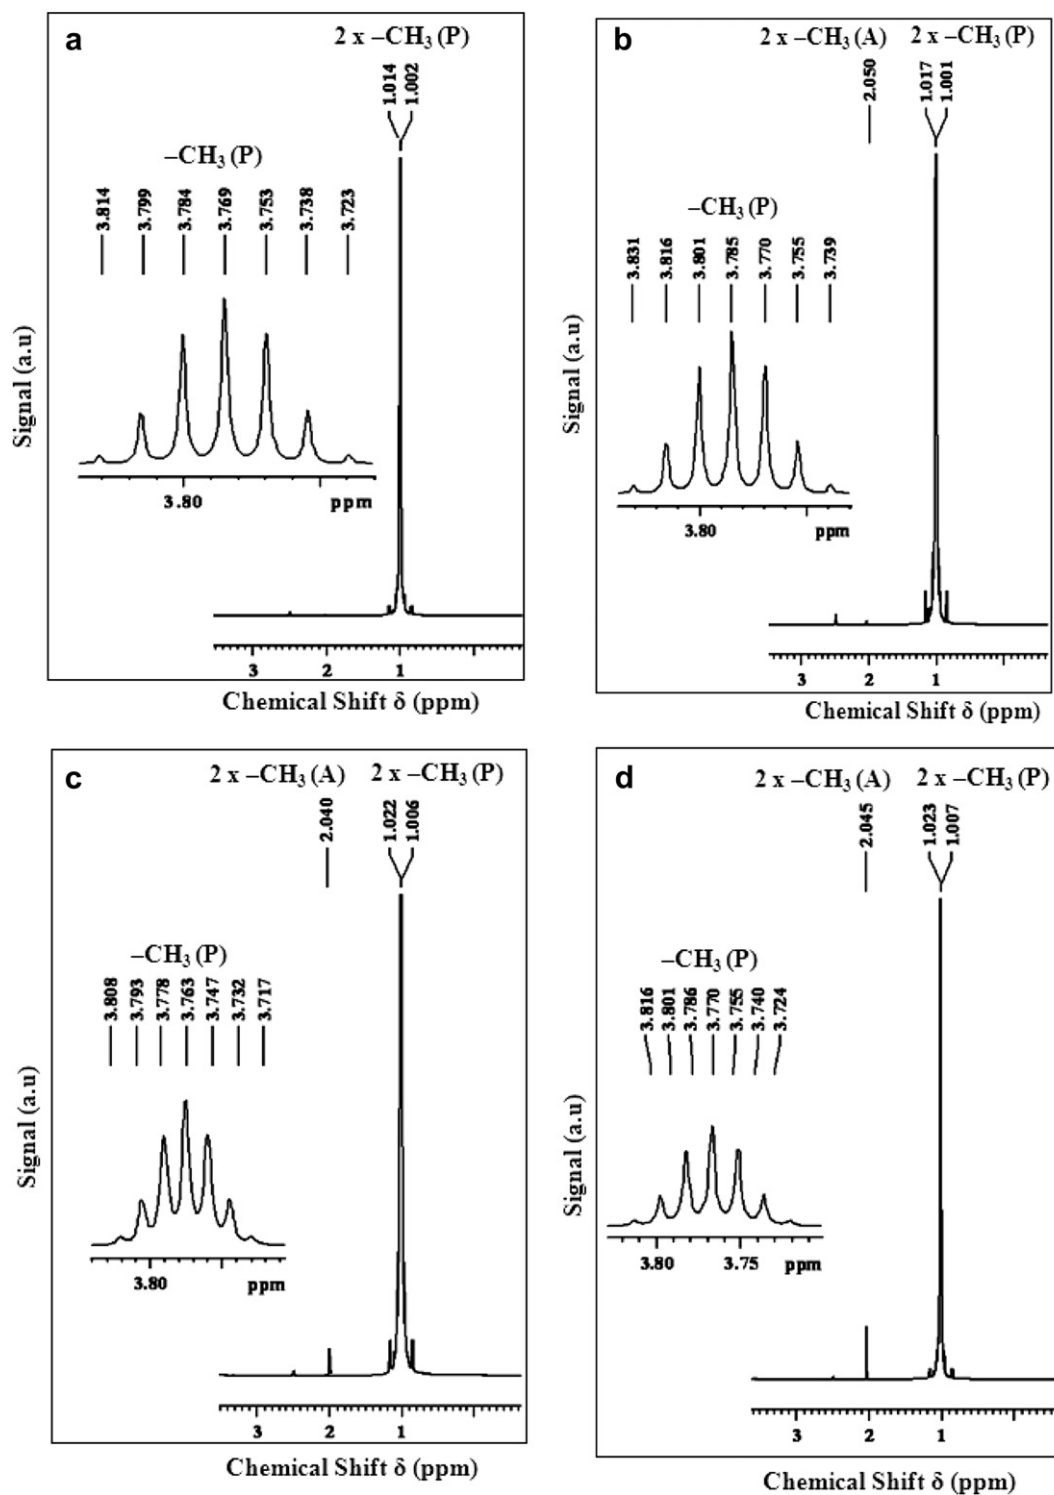 a
2 x –CH₃ (P)
1.014
1.002
–CH₃ (P)
3.814
3.799
3.784
3.769
3.753
3.738
3.723
Signal (a.u)
3.80 ppm
3 2 1
Chemical Shift δ (ppm)
b
2 x –CH₃ (A) 2 x –CH₃ (P)
2.050
1.017
1.001
–CH₃ (P)
3.831
3.816
3.801
3.785
3.770
3.755
3.739
Signal (a.u)
3.80 ppm
3 2 1
Chemical Shift δ (ppm)
c
2 x –CH₃ (A) 2 x –CH₃ (P)
2.040
1.022
1.006
–CH₃ (P)
3.808
3.793
3.778
3.763
3.747
3.732
3.717
Signal (a.u)
3.80 ppm
3 2 1
Chemical Shift δ (ppm)
d
2 x –CH₃ (A) 2 x –CH₃ (P)
2.045
1.023
1.007
–CH₃ (P)
3.816
3.801
3.786
3.770
3.755
3.740
3.724
Signal (a.u)
3.80 3.75 ppm
3 2 1
Chemical Shift δ (ppm)